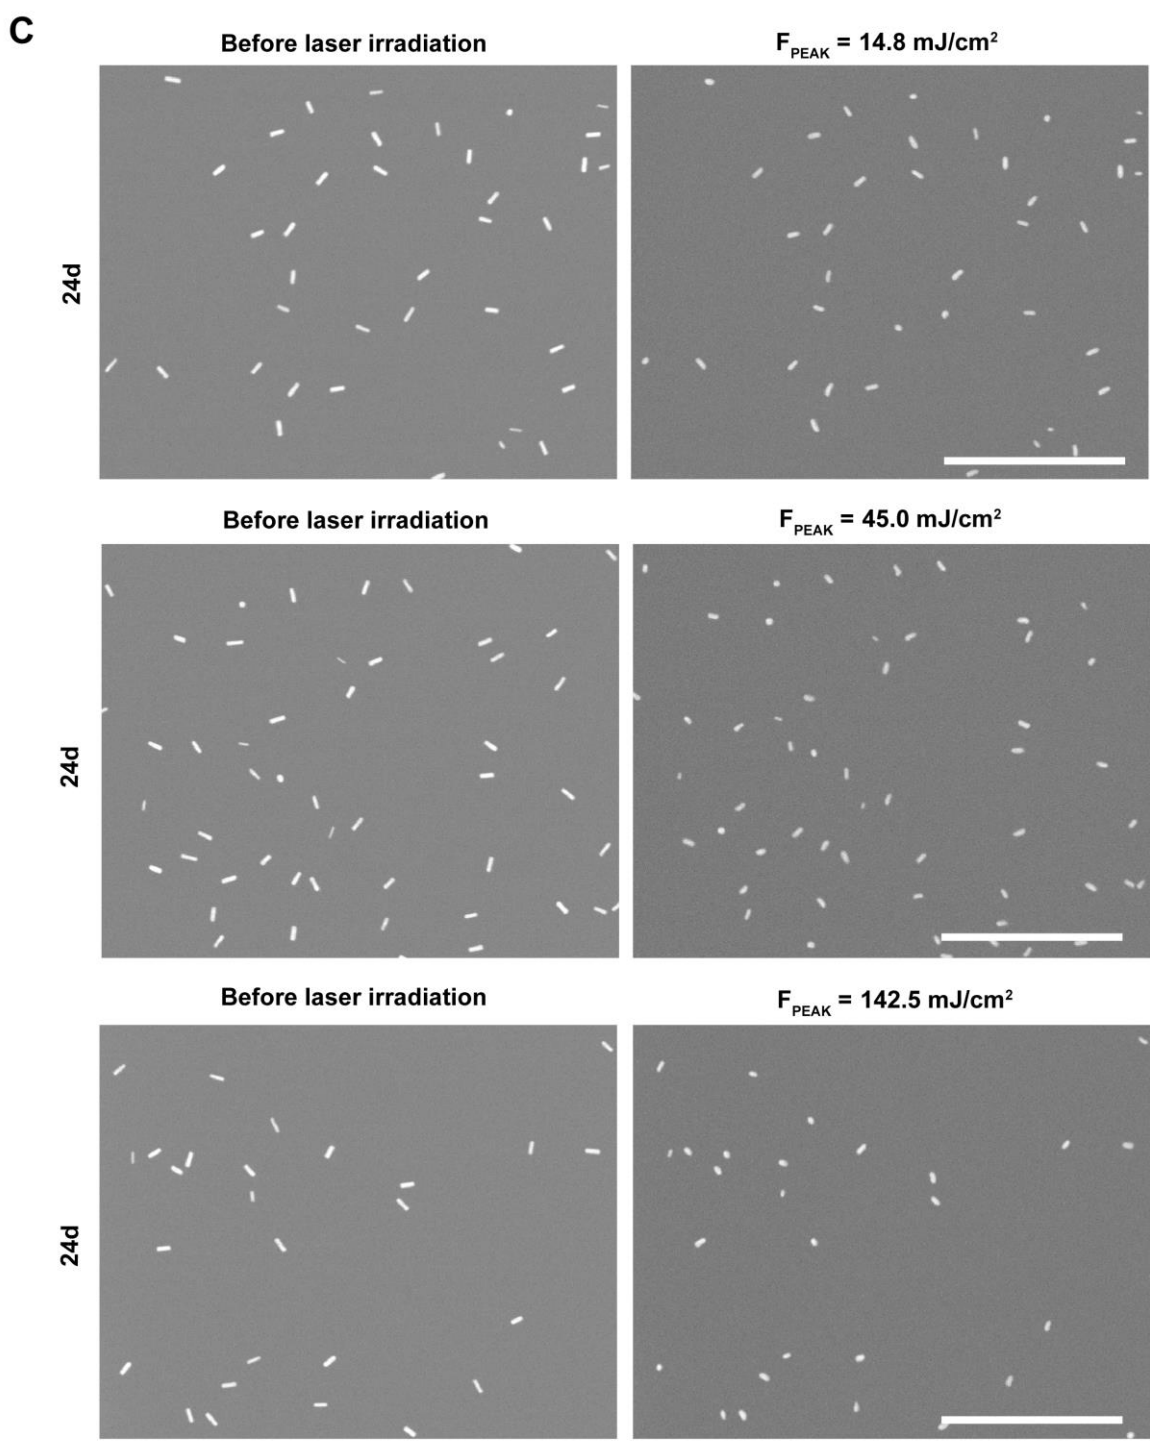 C
Before laser irradiation
F_PEAK = 14.8 mJ/cm²
24d
Before laser irradiation
F_PEAK = 45.0 mJ/cm²
24d
Before laser irradiation
F_PEAK = 142.5 mJ/cm²
24d